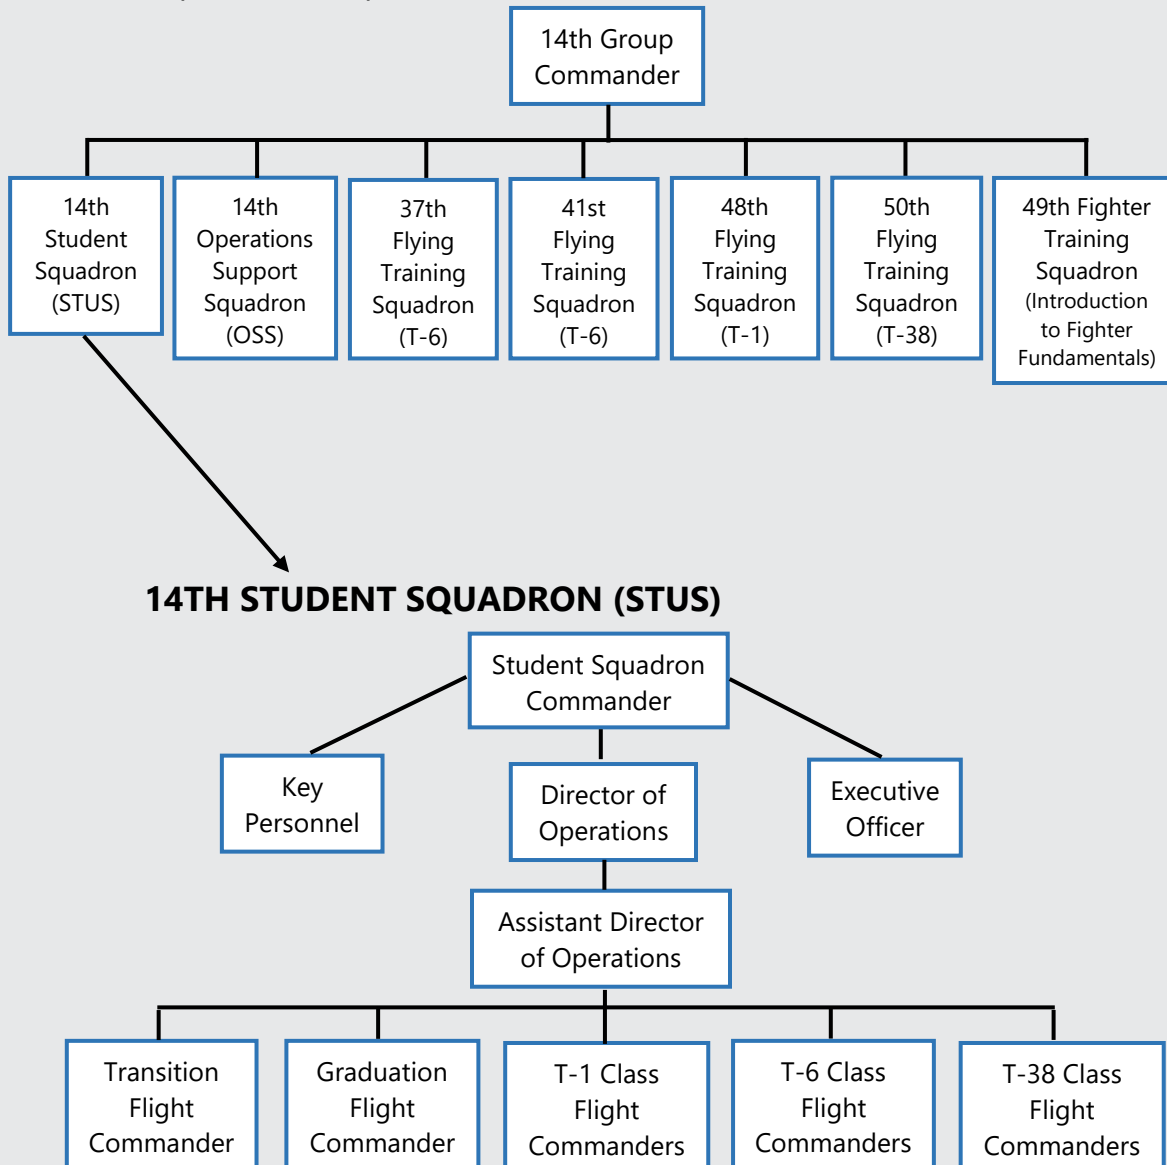 14th Group
Commander
14th
Student
Squadron
(STUS)
14th
Operations
Support
Squadron
(OSS)
37th
Flying
Training
Squadron
(T-6)
41st
Flying
Training
Squadron
(T-6)
48th
Flying
Training
Squadron
(T-1)
50th
Flying
Training
Squadron
(T-38)
49th Fighter
Training
Squadron
(Introduction
to Fighter
Fundamentals)
14TH STUDENT SQUADRON (STUS)
Student Squadron
Commander
Key
Personnel
Director of
Operations
Executive
Officer
Assistant Director
of Operations
Transition
Flight
Commander
Graduation
Flight
Commander
T-1 Class
Flight
Commanders
T-6 Class
Flight
Commanders
T-38 Class
Flight
Commanders